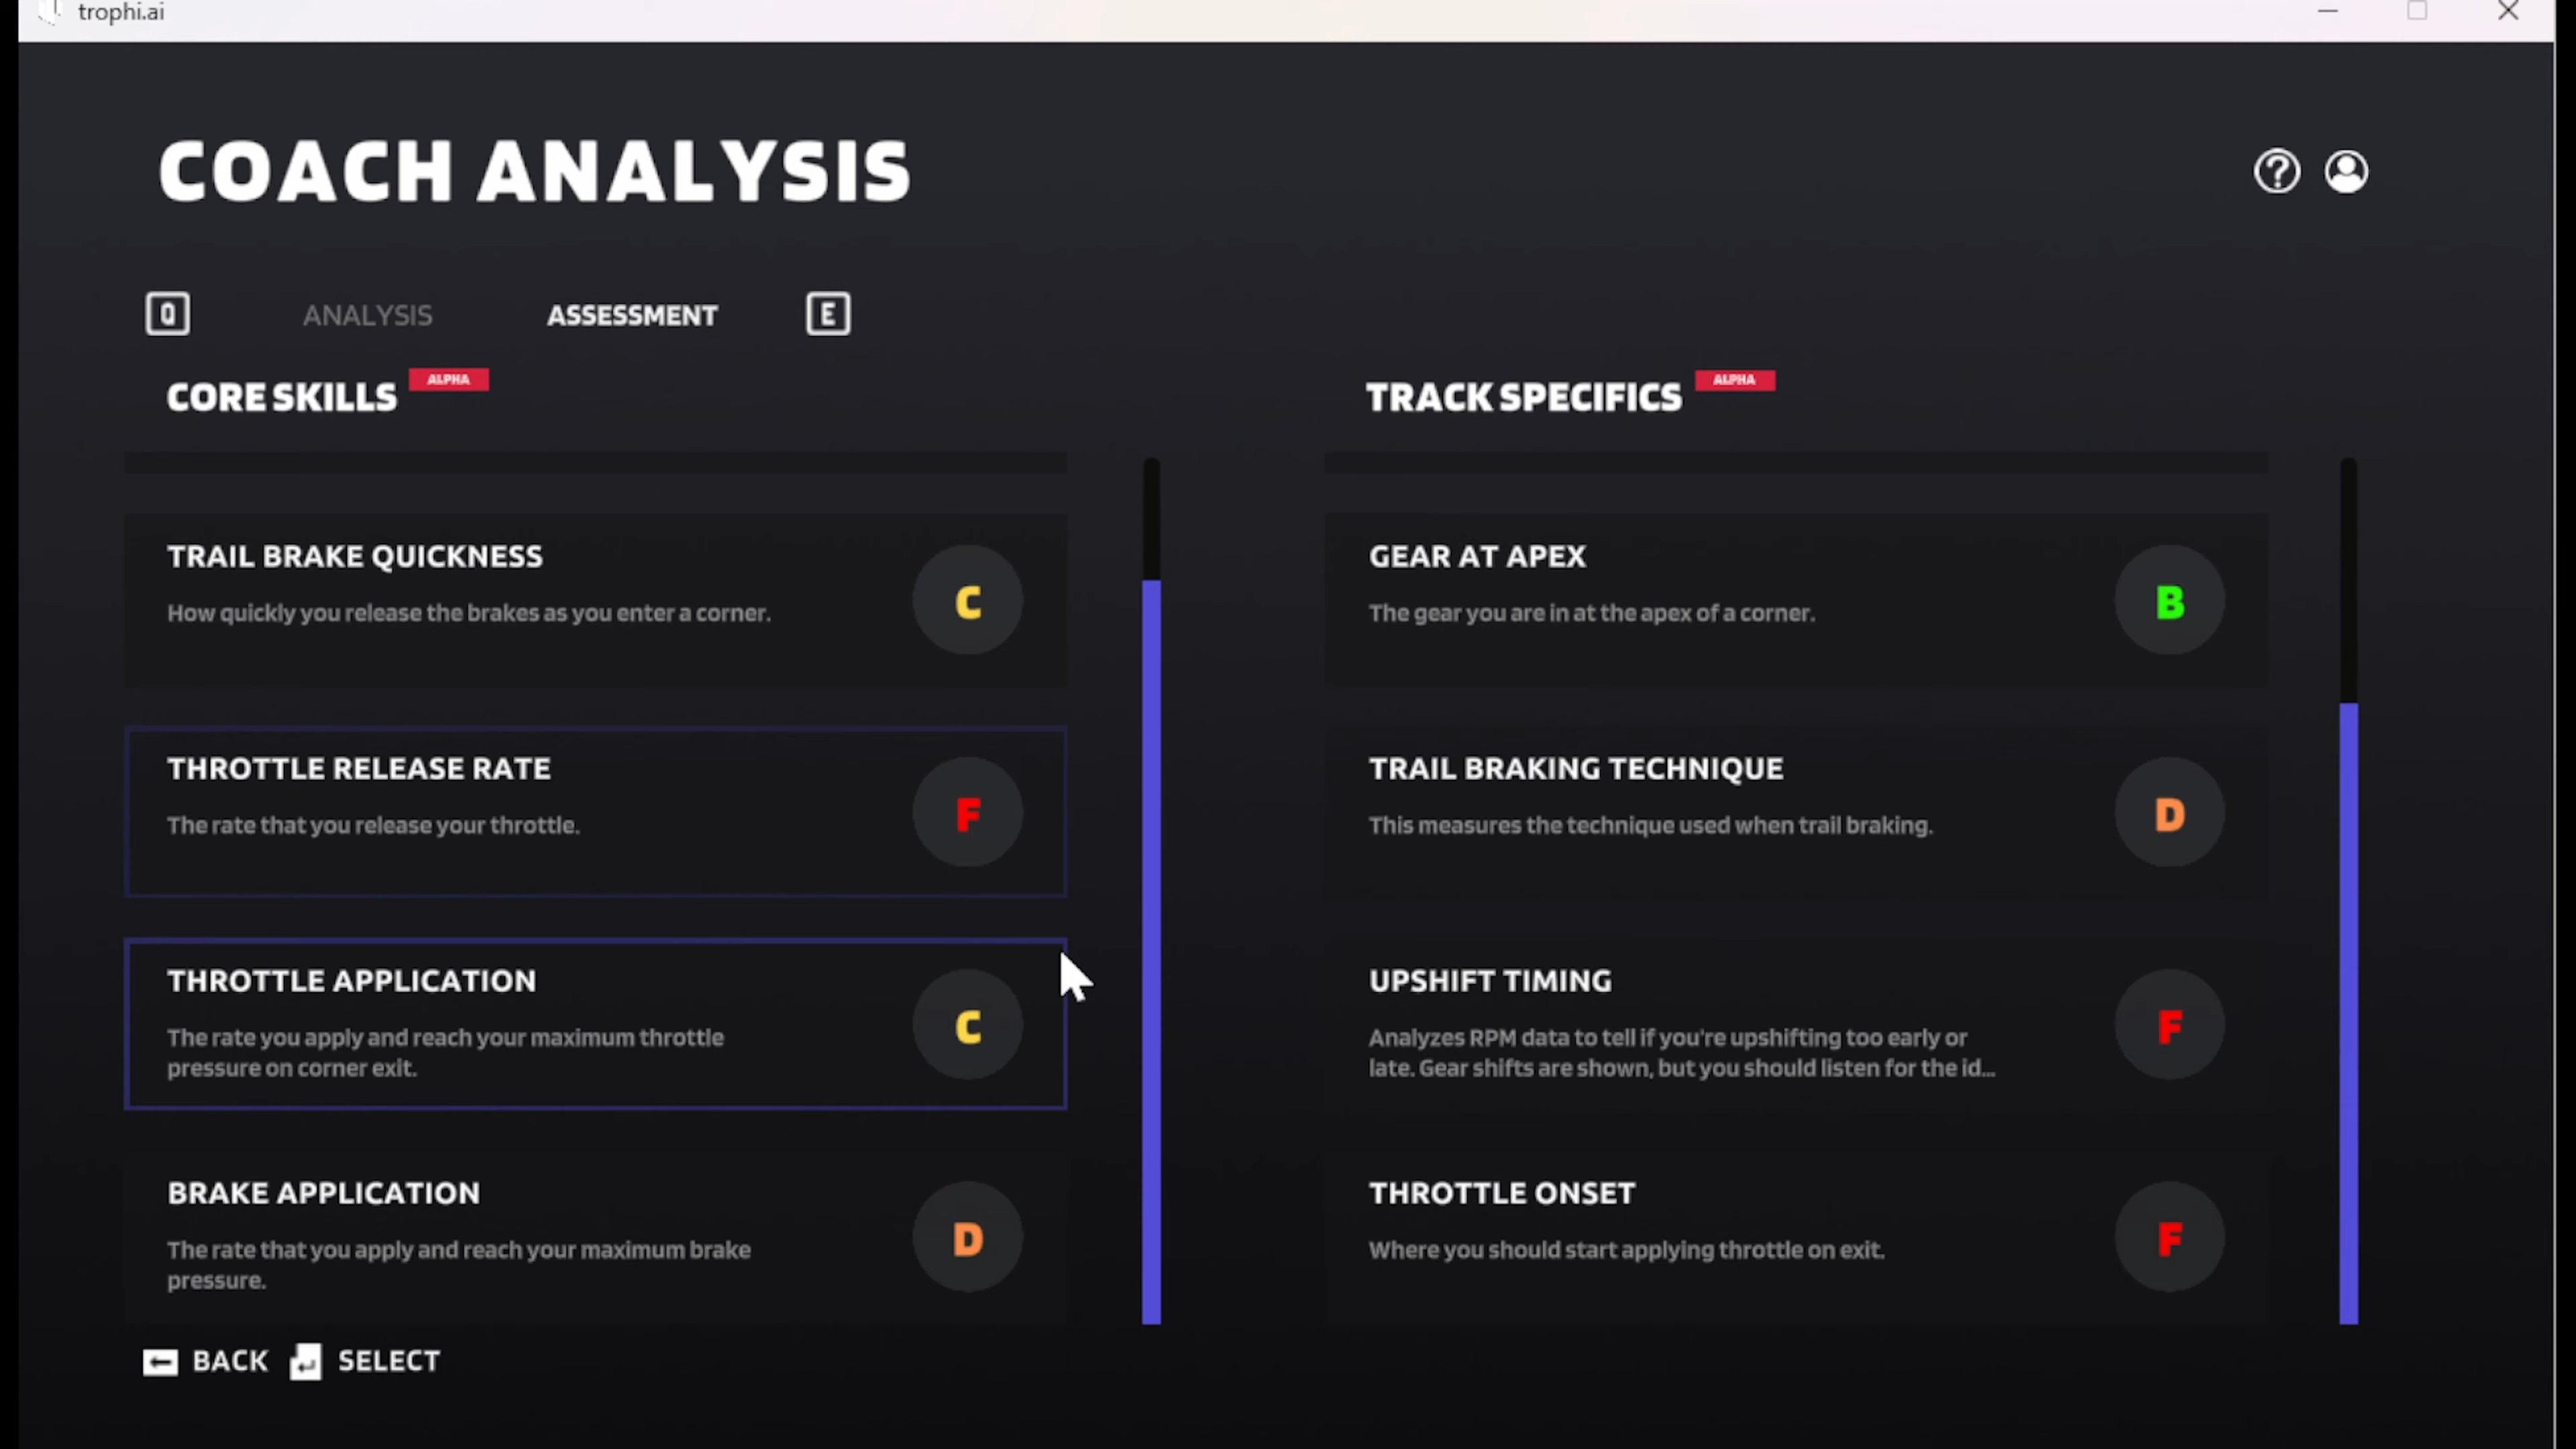 trophi.ai
COACH ANALYSIS
Q ANALYSIS ASSESSMENT E
CORE SKILLS ALPHA
TRAIL BRAKE QUICKNESS
How quickly you release the brakes as you enter a corner.
C
THROTTLE RELEASE RATE
The rate that you release your throttle.
F
THROTTLE APPLICATION
The rate you apply and reach your maximum throttle
pressure on corner exit.
C
BRAKE APPLICATION
The rate that you apply and reach your maximum brake
pressure.
D
TRACK SPECIFICS ALPHA
GEAR AT APEX
The gear you are in at the apex of a corner.
B
TRAIL BRAKING TECHNIQUE
This measures the technique used when trail braking.
D
UPSHIFT TIMING
Analyzes RPM data to tell if you're upshifting too early or
late. Gear shifts are shown, but you should listen for the id...
F
THROTTLE ONSET
Where you should start applying throttle on exit.
F
BACK SELECT